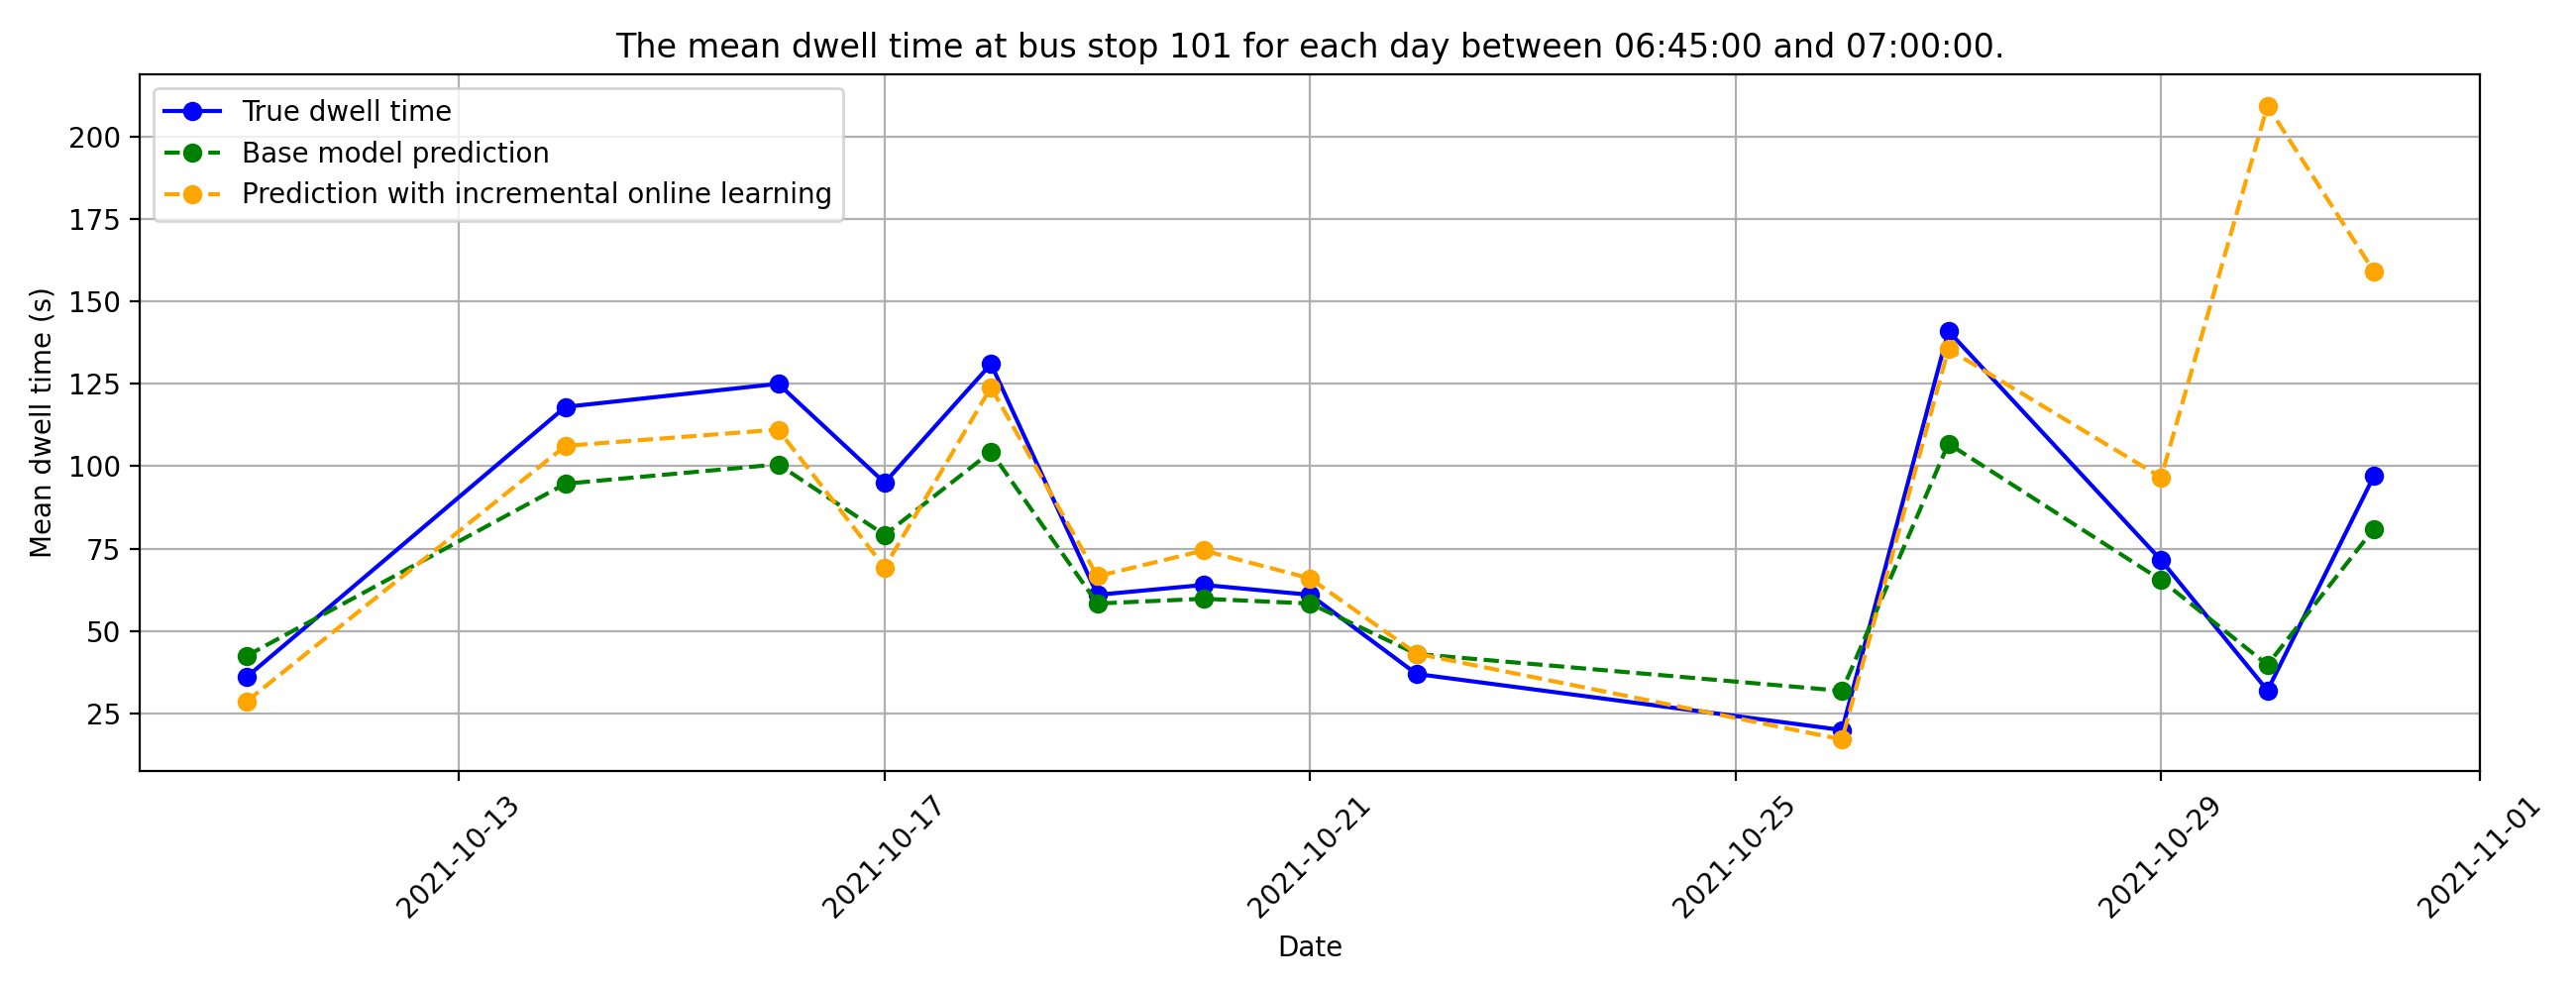 The mean dwell time at bus stop 101 for each day between 06:45:00 and 07:00:00.
True dwell time
Base model prediction
Prediction with incremental online learning
Mean dwell time (s)
200
175
150
125
100
75
50
25
2021-10-13
2021-10-17
2021-10-21
2021-10-25
2021-10-29
2021-11-01
Date